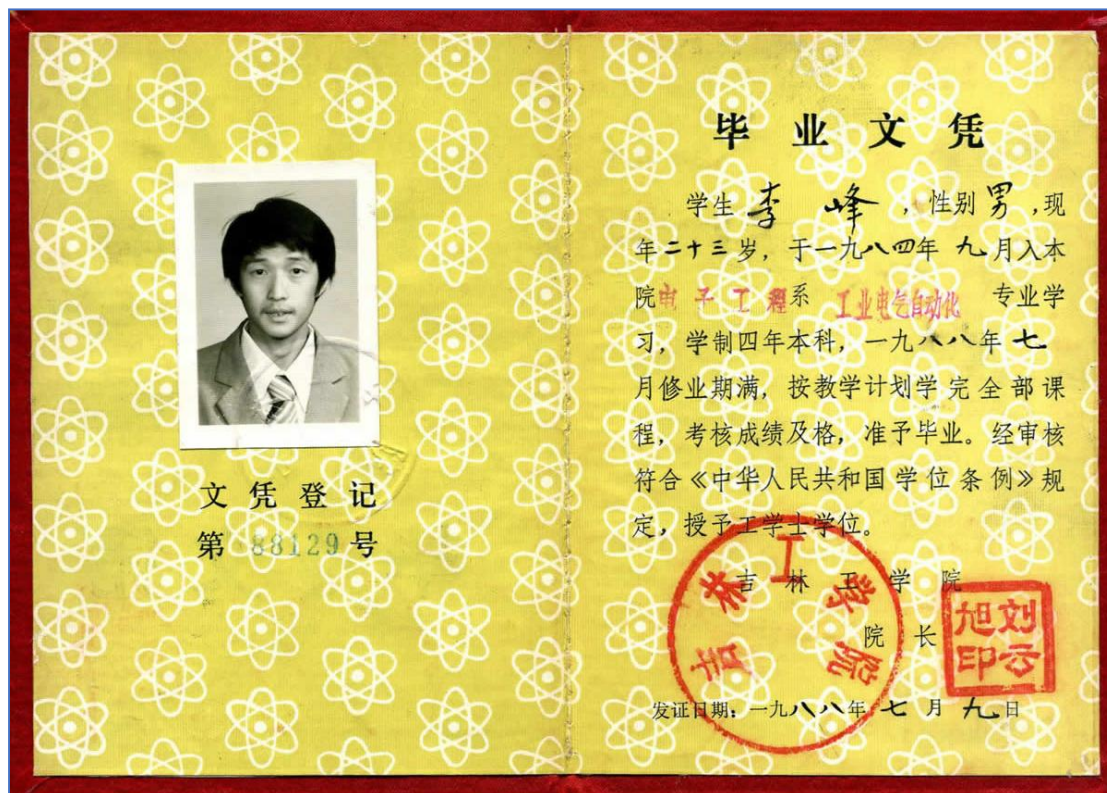 文凭登记
第 88129 号
毕业文凭
学生 李 峰 ，性别 男 ，现
年二十三岁，于一九八四年 九 月入本
院电子工程系 工业电气自动化 专业学
习，学制四年本科，一九八八年 七
月修业期满，按教学计划学完全部课
程，考核成绩及格，准予毕业。经审核
符合《中华人民共和国学位条例》规
定，授予工学士学位。
吉林工学院
院长
刘云旭印
吉林工学院
发证日期：一九八八年 七 月 九 日